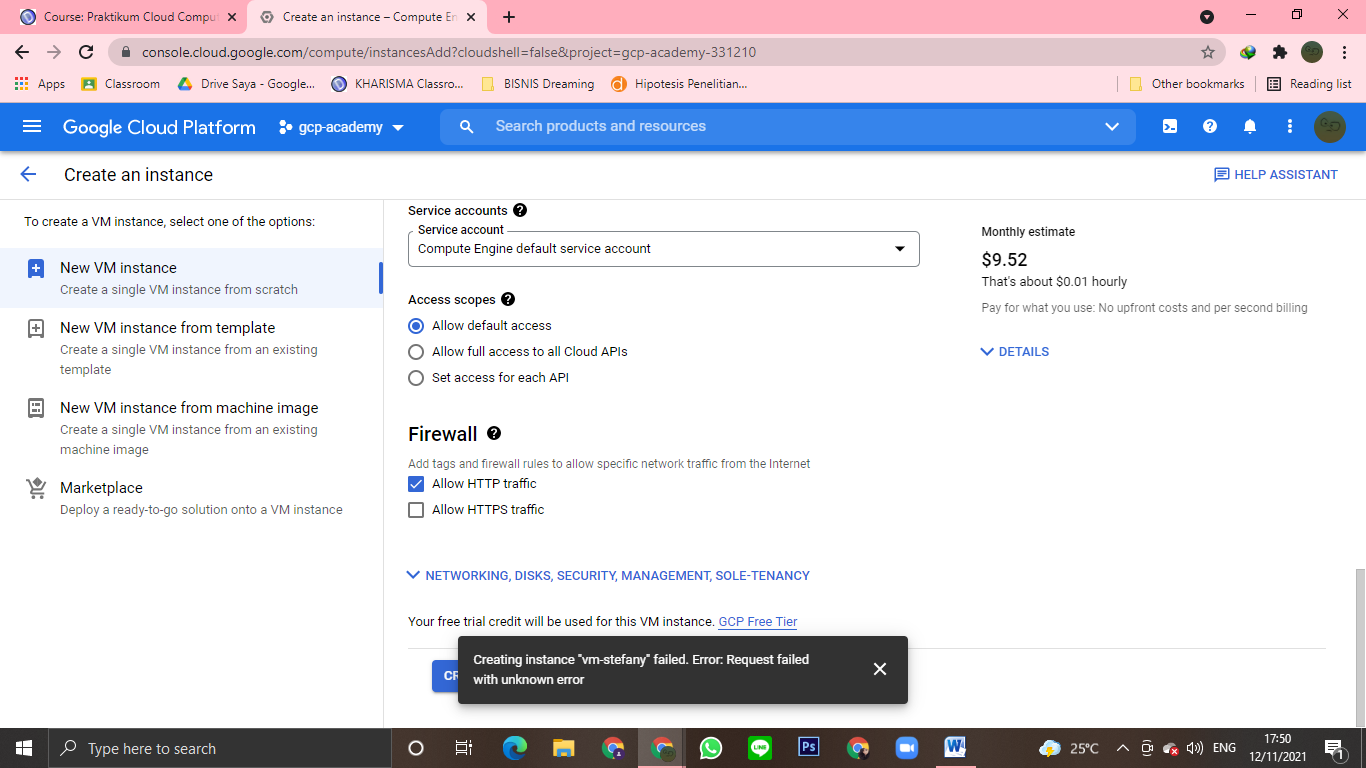 Course: Praktikum Cloud Comput
Create an instance – Compute En
console.cloud.google.com/compute/instancesAdd?cloudshell=false&project=gcp-academy-331210
Apps
Classroom
Drive Saya - Google...
KHARISMA Classro...
BISNIS Dreaming
Hipotesis Penelitian...
Other bookmarks
Reading list
Google Cloud Platform
gcp-academy
Search products and resources
Create an instance
HELP ASSISTANT
To create a VM instance, select one of the options:
New VM instance
Create a single VM instance from scratch
New VM instance from template
Create a single VM instance from an existing
template
New VM instance from machine image
Create a single VM instance from an existing
machine image
Marketplace
Deploy a ready-to-go solution onto a VM instance
Service accounts
Service account
Compute Engine default service account
Access scopes
Allow default access
Allow full access to all Cloud APIs
Set access for each API
Firewall
Add tags and firewall rules to allow specific network traffic from the Internet
Allow HTTP traffic
Allow HTTPS traffic
NETWORKING, DISKS, SECURITY, MANAGEMENT, SOLE-TENANCY
Your free trial credit will be used for this VM instance. GCP Free Tier
CR
Creating instance "vm-stefany" failed. Error: Request failed
with unknown error
Monthly estimate
$9.52
That's about $0.01 hourly
Pay for what you use: No upfront costs and per second billing
DETAILS
Type here to search
LINE
Ps
W
25°C
ENG
17:50
12/11/2021
1